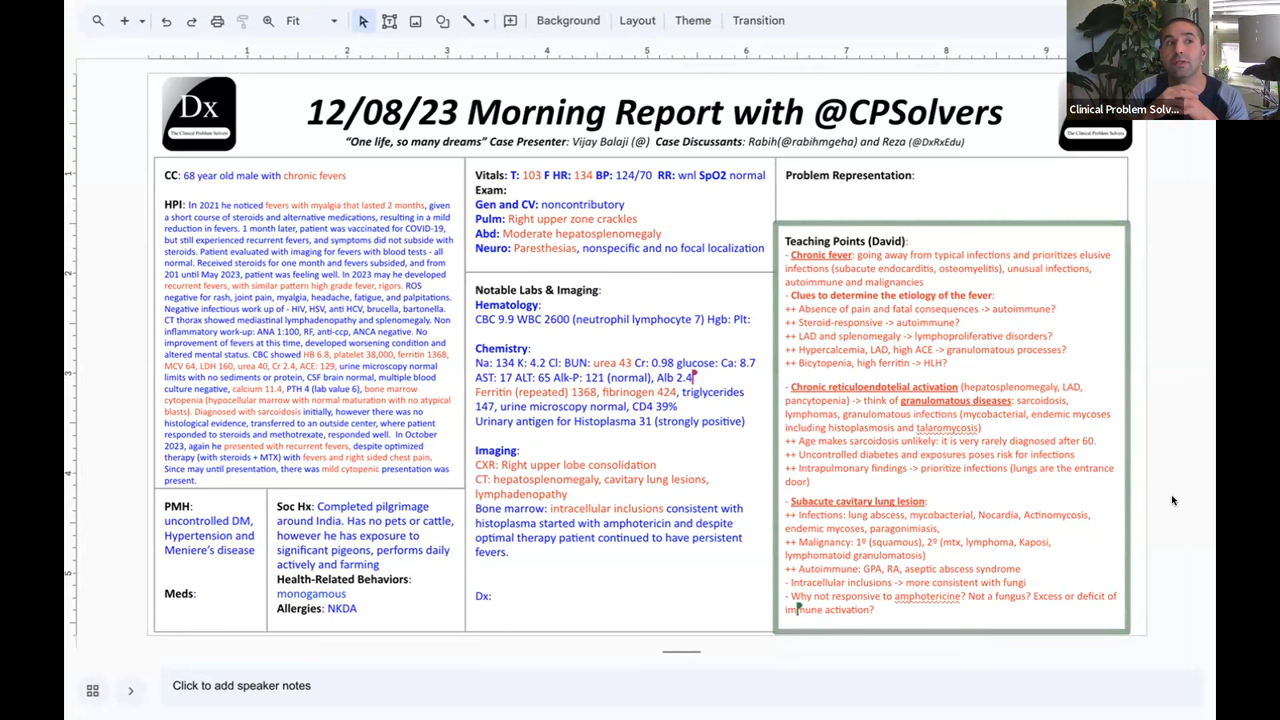 Fit
Background
Layout
Theme
Transition
1
2
3
4
5
6
7
8
9
Clinical Problem Solv...
Dx
The Clinical Problem Solvers
12/08/23 Morning Report with @CPSolvers
"One life, so many dreams" Case Presenter: Vijay Balaji (@) Case Discussants: Rabih(@rabihmgeha) and Reza (@DxRxEdu)
The Clinical Problem Solvers
CC: 68 year old male with chronic fevers
HPI: In 2021 he noticed fevers with myalgia that lasted 2 months, given
a short course of steroids and alternative medications, resulting in a mild
reduction in fevers. 1 month later, patient was vaccinated for COVID-19,
but still experienced recurrent fevers, and symptoms did not subside with
steroids. Patient evaluated with imaging for fevers with blood tests - all
normal. Received steroids for one month and fevers subsided, and from
201 until May 2023, patient was feeling well. In 2023 may he developed
recurrent fevers, with similar pattern high grade fever, rigors. ROS
negative for rash, joint pain, myalgia, headache, fatigue, and palpitations.
Negative infectious work up of - HIV, HSV, anti HCV, brucella, bartonella.
CT thorax showed mediastinal lymphadenopathy and splenomegaly. Non
inflammatory work-up: ANA 1:100, RF, anti-ccp, ANCA negative. No
improvement of fevers at this time, developed worsening condition and
altered mental status. CBC showed HB 6.8, platelet 38,000, ferritin 1368,
MCV 64, LDH 160, urea 40, Cr 2.4, ACE: 129, urine microscopy normal
limits with no sediments or protein, CSF brain normal, multiple blood
culture negative, calcium 11.4, PTH 4 (lab value 6), bone marrow
cytopenia (hypocellular marrow with normal maturation with no atypical
blasts). Diagnosed with sarcoidosis initially, however there was no
histological evidence, transferred to an outside center, where patient
responded to steroids and methotrexate, responded well. In October
2023, again he presented with recurrent fevers, despite optimized
therapy (with steroids + MTX) with fevers and right sided chest pain.
Since may until presentation, there was mild cytopenic presentation was
present.
PMH:
uncontrolled DM,
Hypertension and
Meniere's disease
Meds:
Soc Hx: Completed pilgrimage
around India. Has no pets or cattle,
however he has exposure to
significant pigeons, performs daily
actively and farming
Health-Related Behaviors:
monogamous
Allergies: NKDA
Vitals: T: 103 F HR: 134 BP: 124/70 RR: wnl SpO2 normal
Exam:
Gen and CV: noncontributory
Pulm: Right upper zone crackles
Abd: Moderate hepatosplenomegaly
Neuro: Paresthesias, nonspecific and no focal localization
Notable Labs & Imaging:
Hematology:
CBC 9.9 WBC 2600 (neutrophil lymphocyte 7) Hgb: Plt:
Chemistry:
Na: 134 K: 4.2 Cl: BUN: urea 43 Cr: 0.98 glucose: Ca: 8.7
AST: 17 ALT: 65 Alk-P: 121 (normal), Alb 2.4
Ferritin (repeated) 1368, fibrinogen 424, triglycerides
147, urine microscopy normal, CD4 39%
Urinary antigen for Histoplasma 31 (strongly positive)
Imaging:
CXR: Right upper lobe consolidation
CT: hepatosplenomegaly, cavitary lung lesions,
lymphadenopathy
Bone marrow: intracellular inclusions consistent with
histoplasma started with amphotericin and despite
optimal therapy patient continued to have persistent
fevers.
Dx:
Problem Representation:
Teaching Points (David):
- Chronic fever: going away from typical infections and prioritizes elusive
infections (subacute endocarditis, osteomyelitis), unusual infections,
autoimmune and malignancies
- Clues to determine the etiology of the fever:
++ Absence of pain and fatal consequences -> autoimmune?
++ Steroid-responsive -> autoimmune?
++ LAD and splenomegaly -> lymphoproliferative disorders?
++ Hypercalcemia, LAD, high ACE -> granulomatous processes?
++ Bicytopenia, high ferritin -> HLH?
- Chronic reticuloendotelial activation (hepatosplenomegaly, LAD,
pancytopenia) -> think of granulomatous diseases: sarcoidosis,
lymphomas, granulomatous infections (mycobacterial, endemic mycoses
including histoplasmosis and talaromycosis)
++ Age makes sarcoidosis unlikely: it is very rarely diagnosed after 60.
++ Uncontrolled diabetes and exposures poses risk for infections
++ Intrapulmonary findings -> prioritize infections (lungs are the entrance
door)
- Subacute cavitary lung lesion:
++ Infections: lung abscess, mycobacterial, Nocardia, Actinomycosis,
endemic mycoses, paragonimiasis,
++ Malignancy: 1º (squamous), 2º (mtx, lymphoma, Kaposi,
lymphomatoid granulomatosis)
++ Autoimmune: GPA, RA, aseptic abscess syndrome
- Intracellular inclusions -> more consistent with fungi
- Why not responsive to amphotericine? Not a fungus? Excess or deficit of
immune activation?
Click to add speaker notes